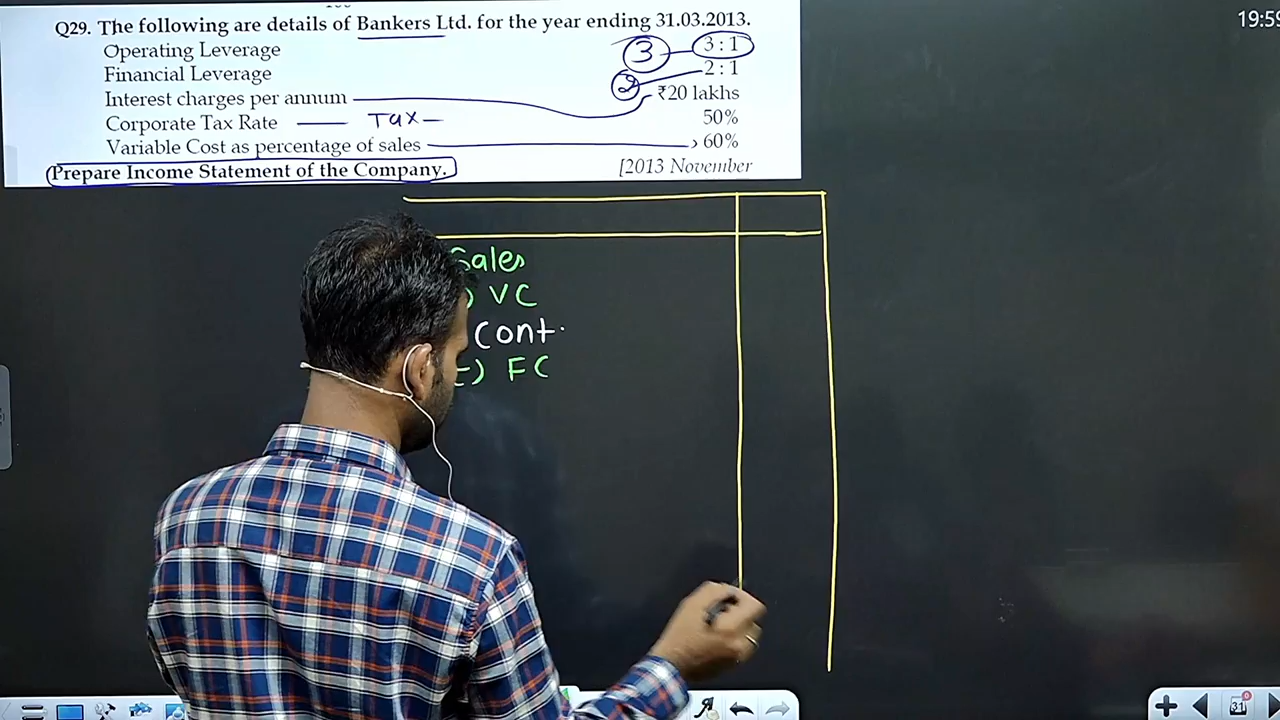 Q29. The following are details of Bankers Ltd. for the year ending 31.03.2013.
Operating Leverage 3 3 : 1
Financial Leverage 2 2 : 1
Interest charges per annum ₹20 lakhs
Corporate Tax Rate Tax 50%
Variable Cost as percentage of sales 60%
Prepare Income Statement of the Company. [2013 November
19:59
Sales
) VC
Cont.
-) FC
31